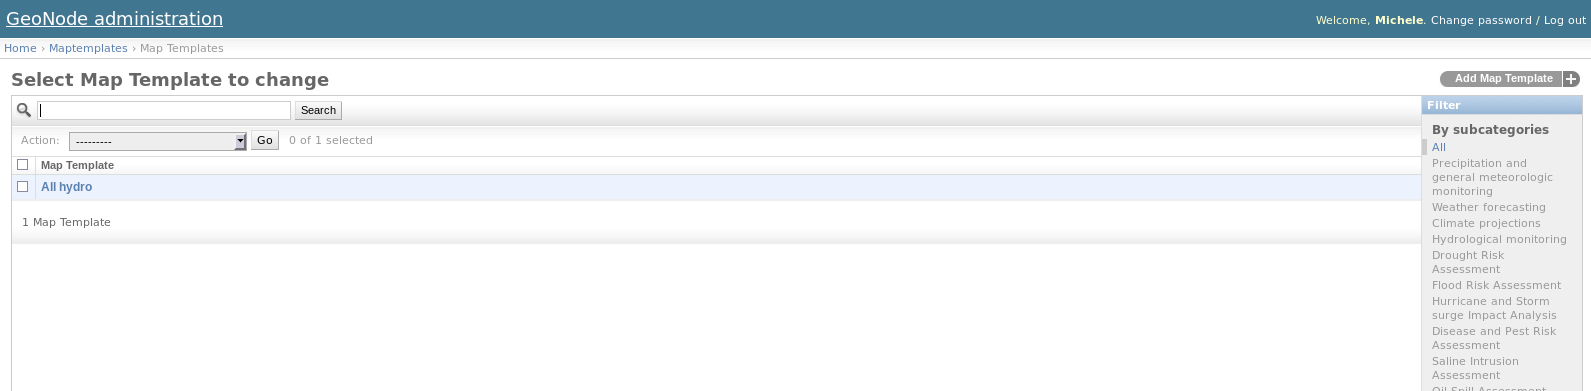 GeoNode administration
Welcome, Michele. Change password / Log out
Home › Maptemplates › Map Templates
Select Map Template to change
Add Map Template +
Search
Action: --------- Go 0 of 1 selected
Map Template
All hydro
1 Map Template
Filter
By subcategories
All
Precipitation and
general meteorologic
monitoring
Weather forecasting
Climate projections
Hydrological monitoring
Drought Risk
Assessment
Flood Risk Assessment
Hurricane and Storm
surge Impact Analysis
Disease and Pest Risk
Assessment
Saline Intrusion
Assessment
Oil Spill Assessment